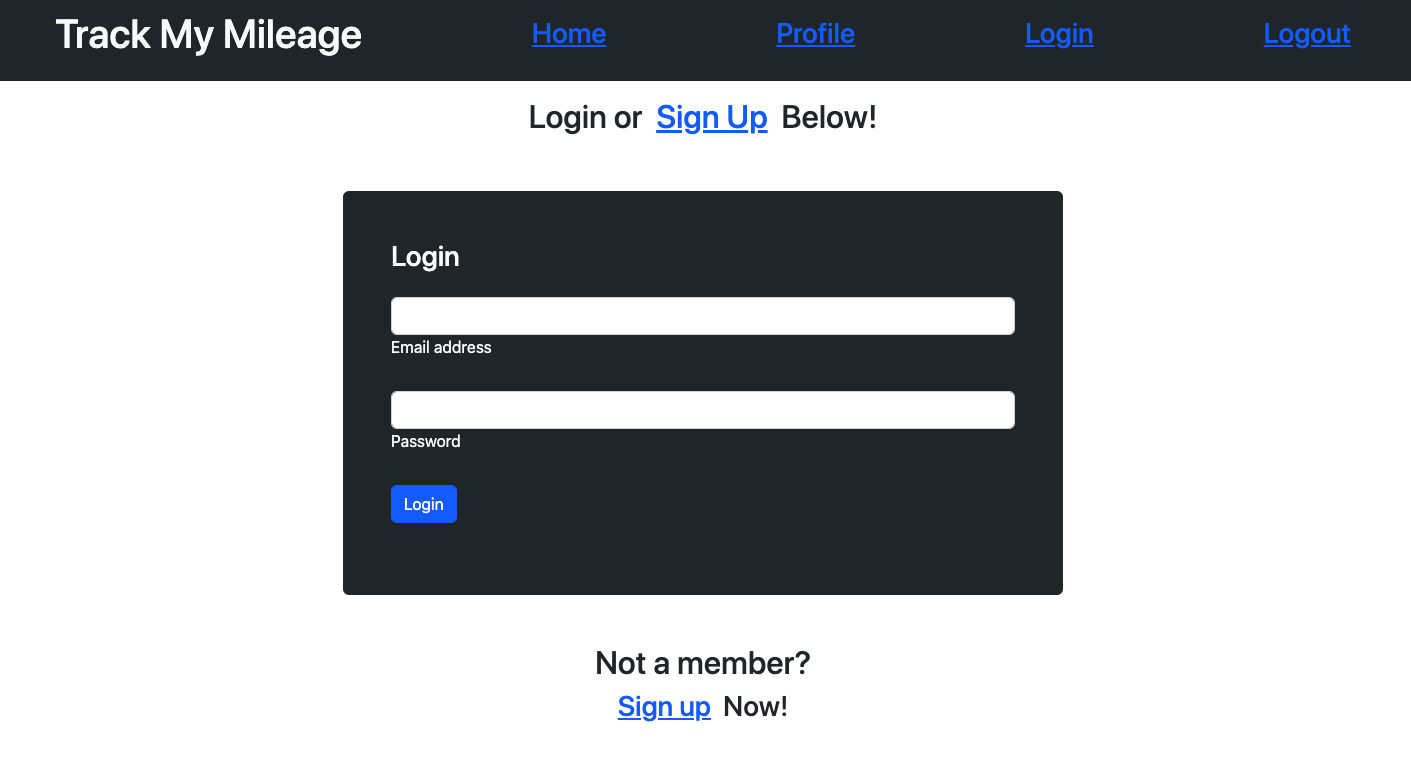 Track My Mileage Home Profile Login Logout
Login or Sign Up Below!
Login
Email address
Password
Login
Not a member?
Sign up Now!